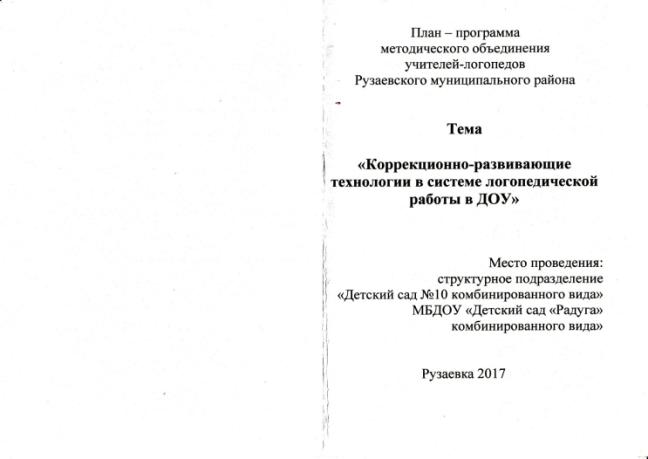 План – программа
методического объединения
учителей-логопедов
Рузаевского муниципального района
Тема
«Коррекционно-развивающие
технологии в системе логопедической
работы в ДОУ»
Место проведения:
структурное подразделение
«Детский сад №10 комбинированного вида»
МБДОУ «Детский сад «Радуга»
комбинированного вида»
Рузаевка 2017